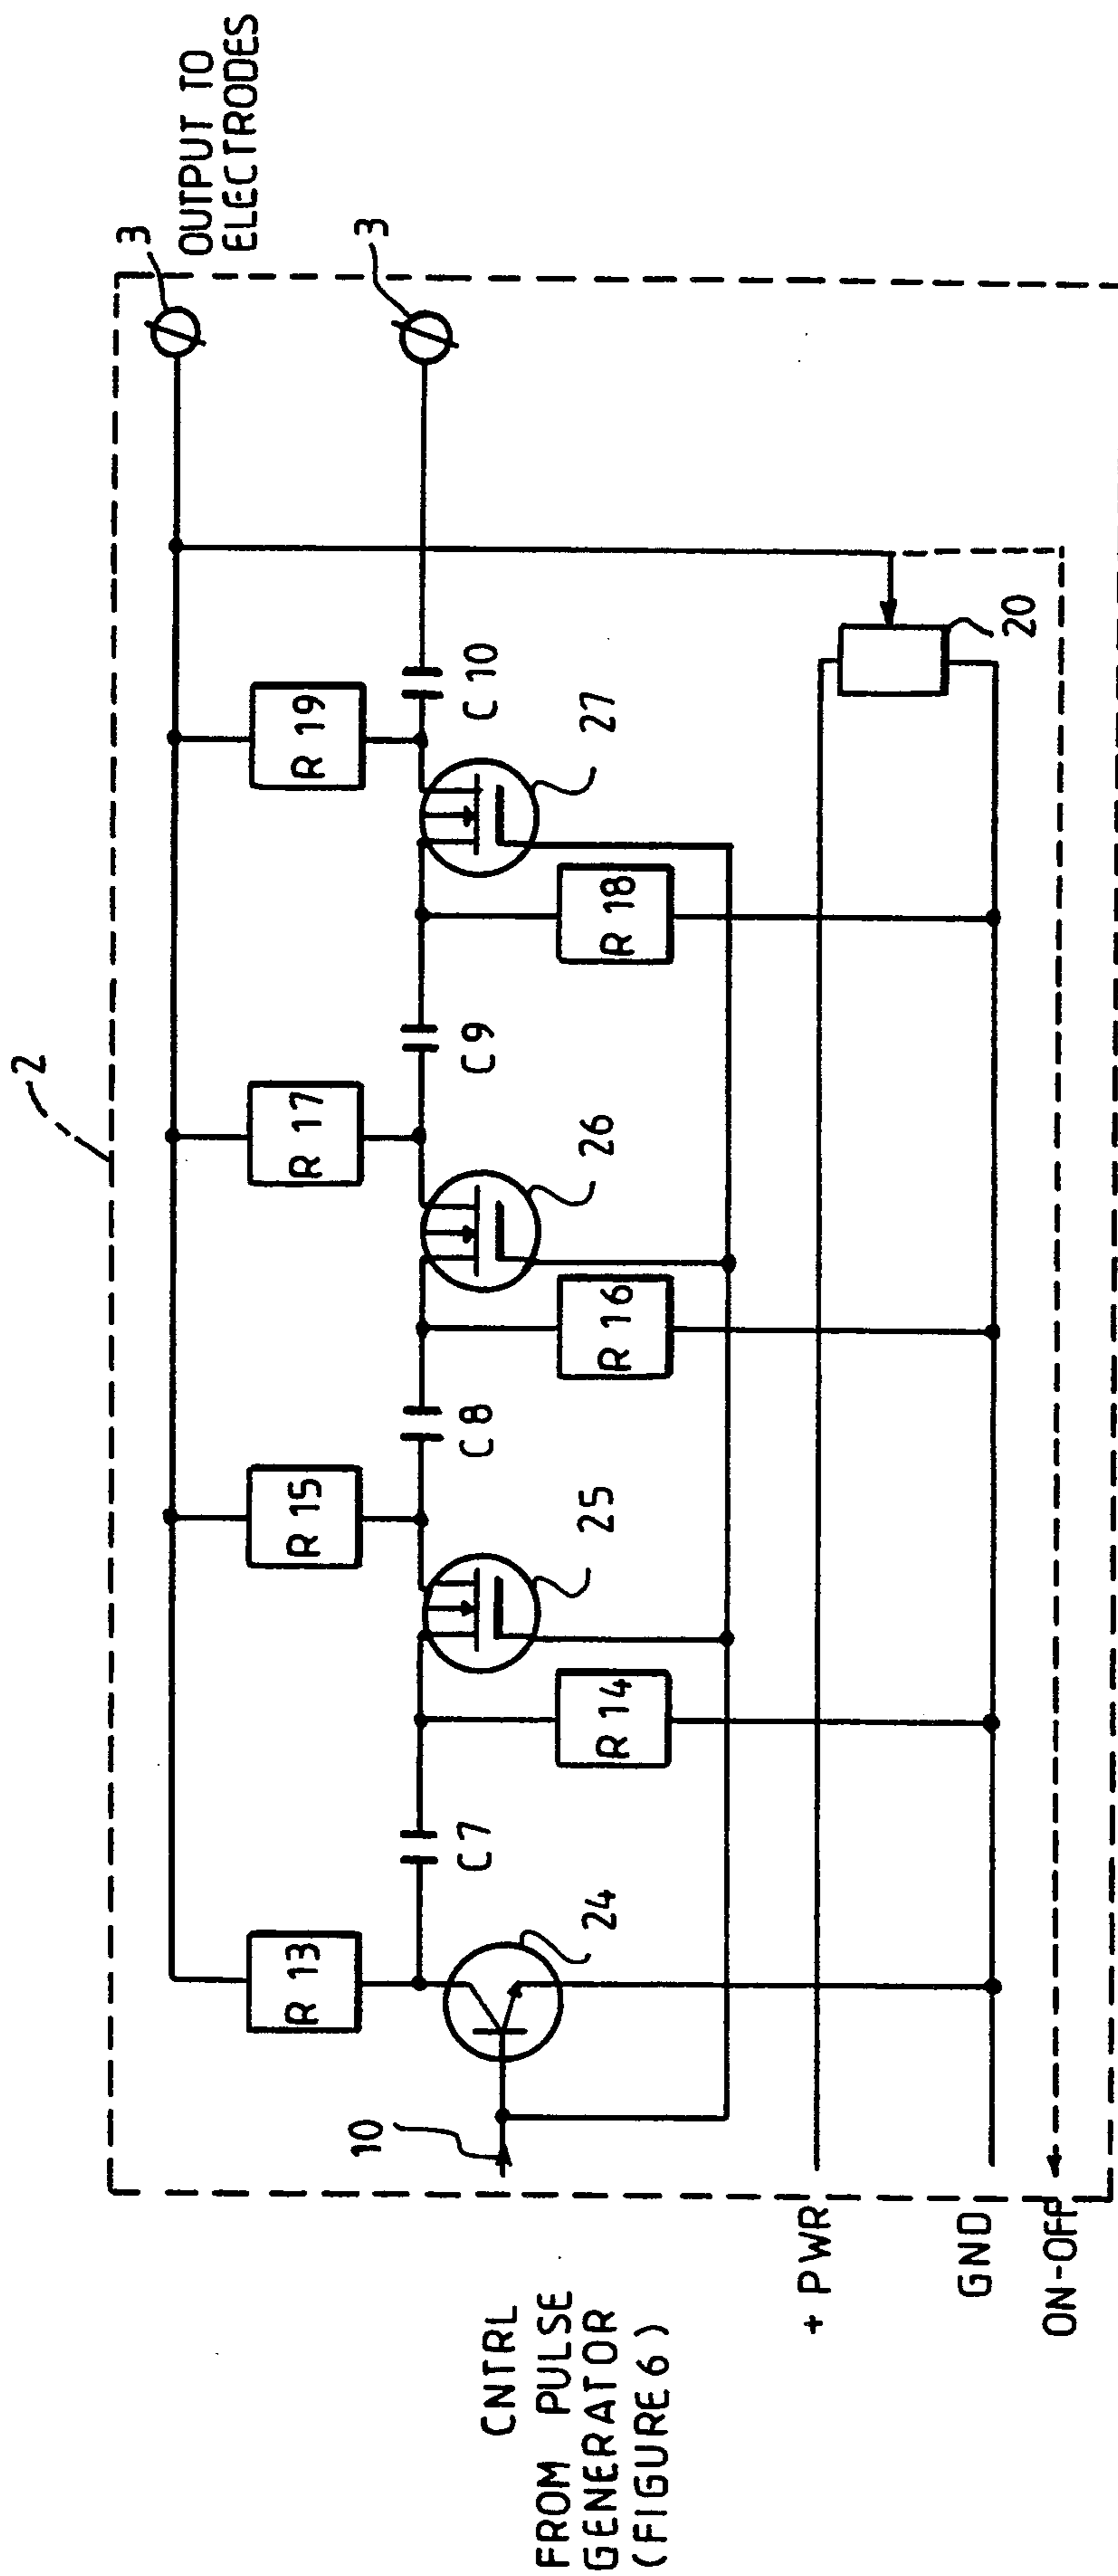 2
3
OUTPUT TO
ELECTRODES
3
R 13
R 15
R 17
R 19
C 7
C 8
C 9
C 10
10
24
25
26
27
R 14
R 16
R 18
CNTRL
FROM PULSE
GENERATOR
(FIGURE 6)
+ PWR
20
GND
ON-OFF